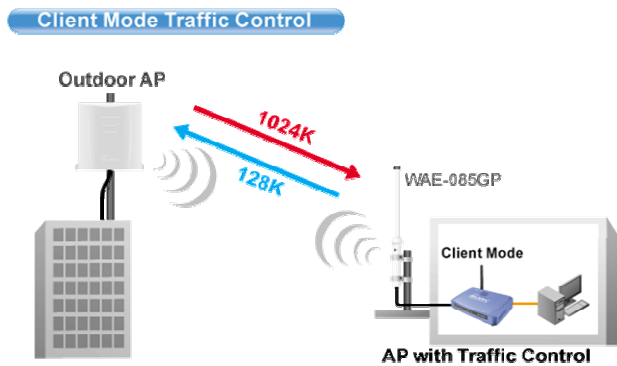 Client Mode Traffic Control
Outdoor AP
1024K
128K
WAE-085GP
Client Mode
AP with Traffic Control